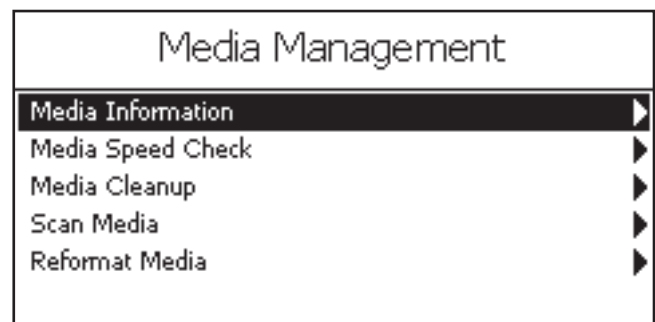 Media Management
Media Information
Media Speed Check
Media Cleanup
Scan Media
Reformat Media